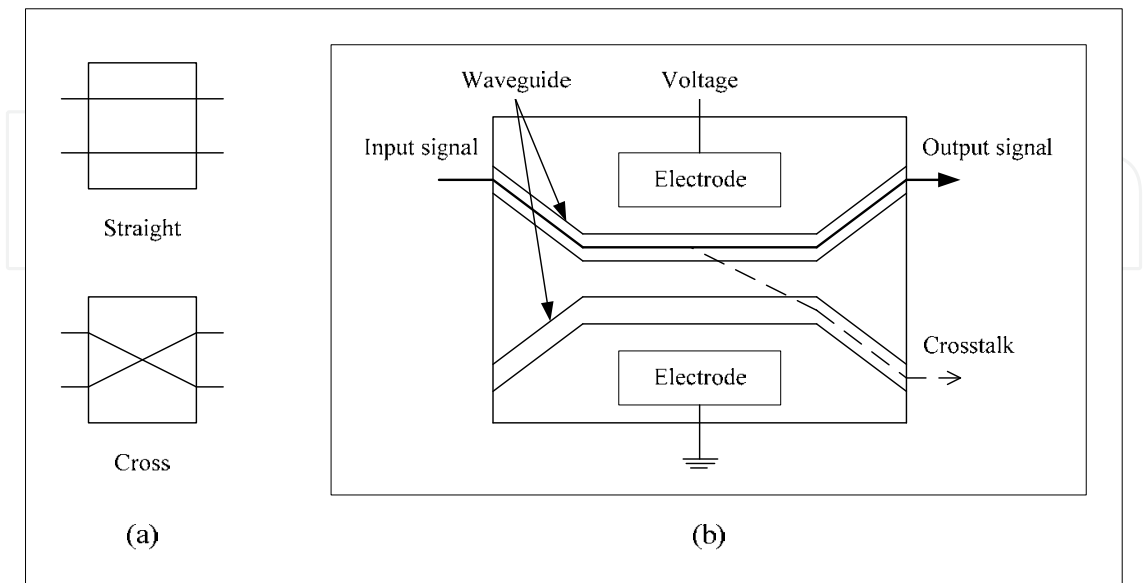 Straight
Cross
(a)
Waveguide
Voltage
Input signal
Output signal
Electrode
Electrode
Crosstalk
(b)